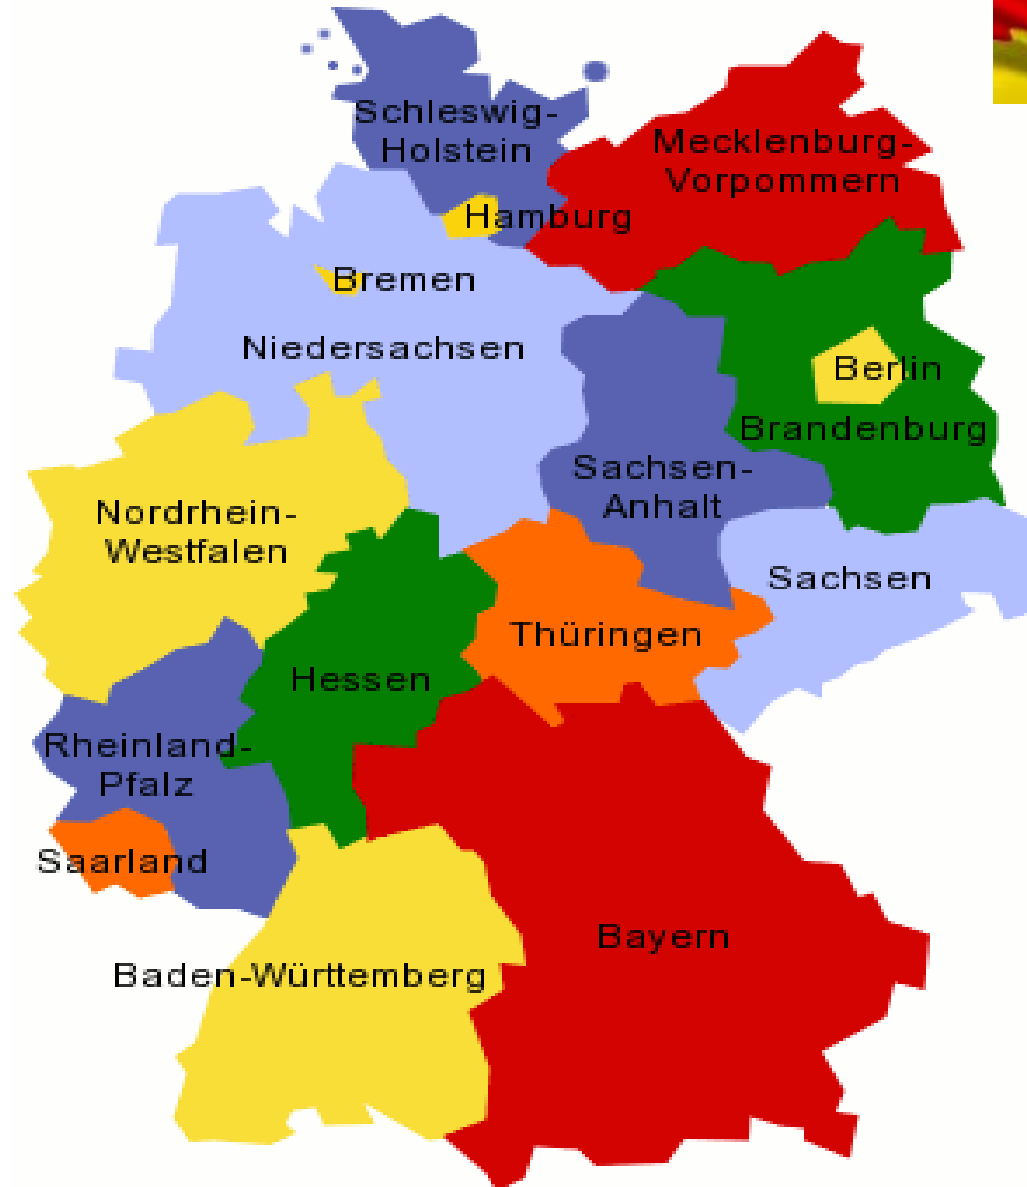 Schleswig-
Holstein
Mecklenburg-
Vorpommern
Hamburg
Bremen
Niedersachsen
Berlin
Brandenburg
Sachsen-
Anhalt
Nordrhein-
Westfalen
Sachsen
Thüringen
Hessen
Rheinland-
Pfalz
Saarland
Bayern
Baden-Württemberg